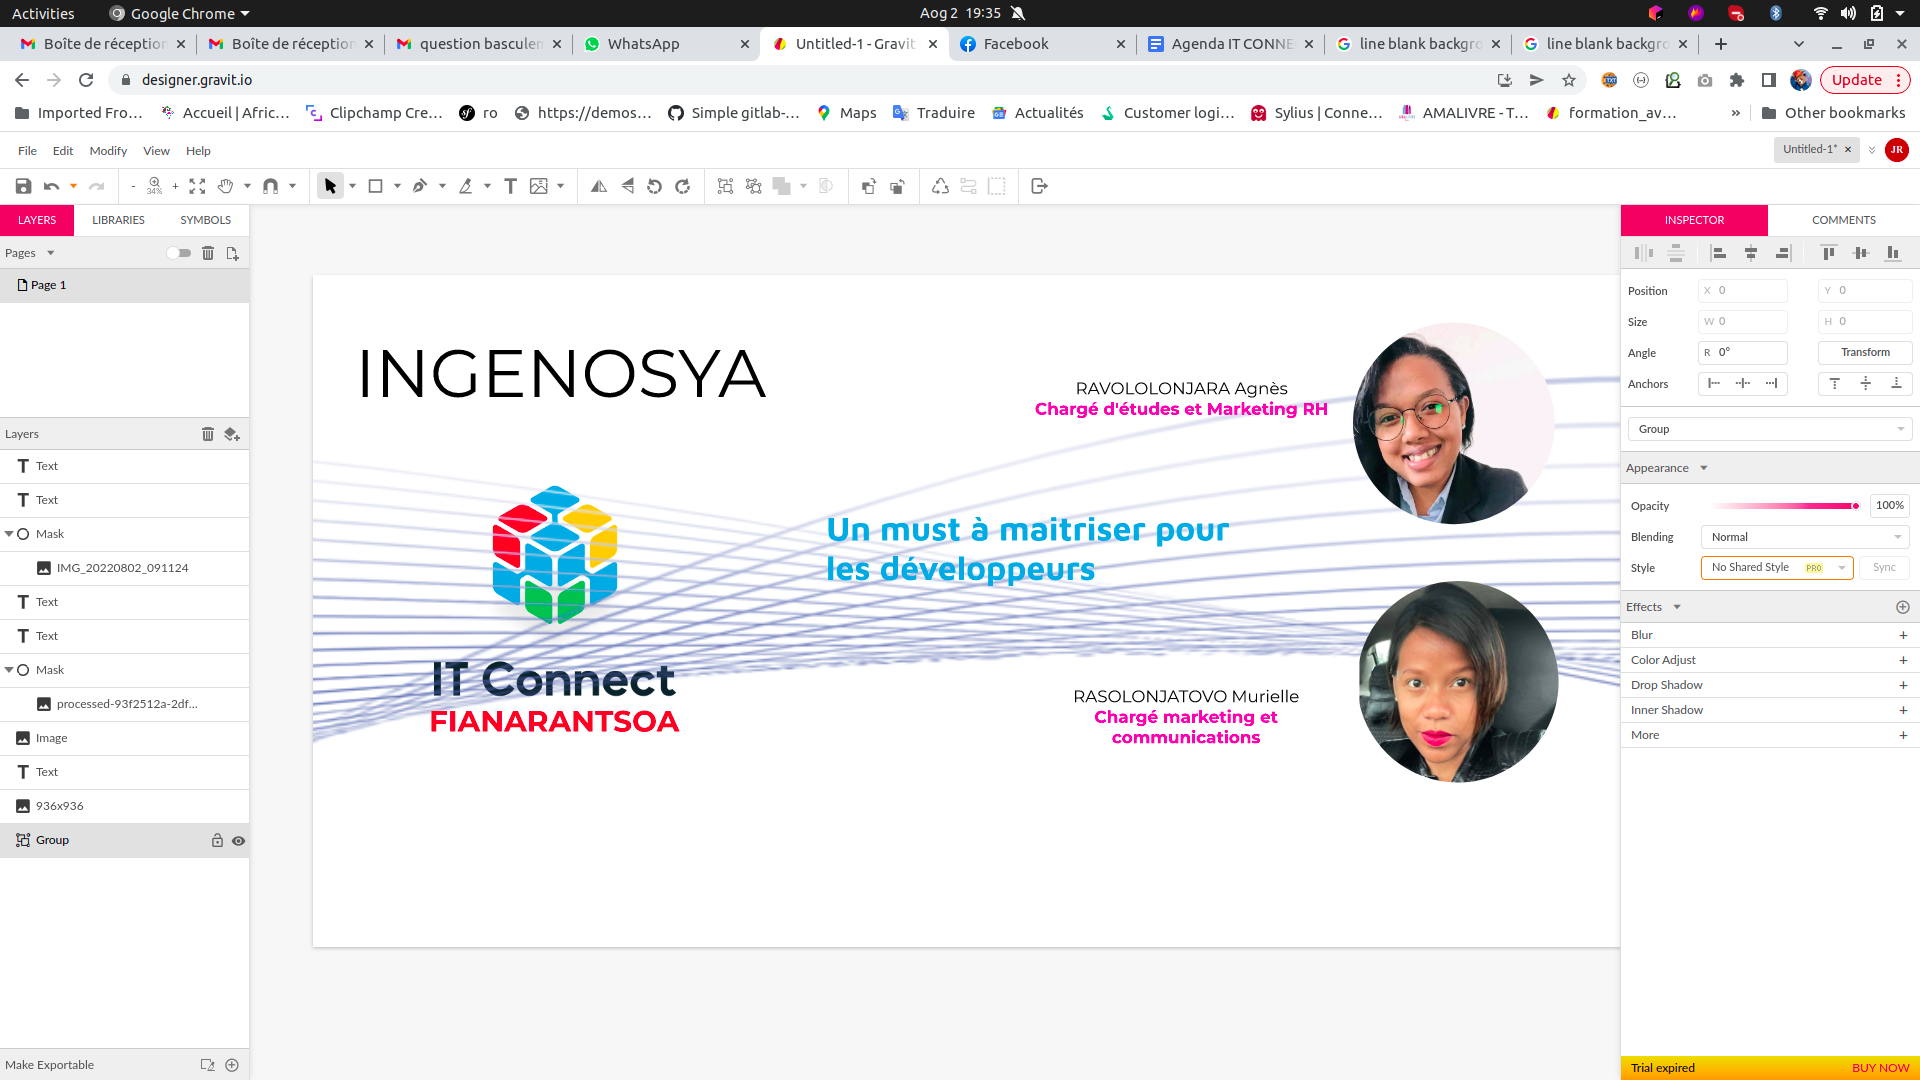 Activities
Google Chrome
Aog 2 19:35
Boîte de réception
Boîte de réception
question basculen
WhatsApp
Untitled-1 - Gravit
Facebook
Agenda IT CONNE
line blank backgro
line blank backgro
designer.gravit.io
Update
Imported Fro...
Accueil | Afric...
Clipchamp Cre...
ro
https://demos...
Simple gitlab-...
Maps
Traduire
Actualités
Customer logi...
Sylius | Conne...
AMALIVRE - T...
formation_av...
»
Other bookmarks
File
Edit
Modify
View
Help
Untitled-1*
JR
- 34% +
LAYERS
LIBRARIES
SYMBOLS
Pages
Page 1
Layers
Text
Text
Mask
IMG_20220802_091124
Text
Text
Mask
processed-93f2512a-2df...
Image
Text
936x936
Group
Make Exportable
INGENOSYA
RAVOLOLONJARA Agnès
Chargé d'études et Marketing RH
Un must à maitriser pour
les développeurs
IT Connect
FIANARANTSOA
RASOLONJATOVO Murielle
Chargé marketing et
communications
INSPECTOR
COMMENTS
Position
X 0
Y 0
Size
W 0
H 0
Angle
R 0°
Transform
Anchors
Group
Appearance
Opacity
100%
Blending
Normal
Style
No Shared Style
PRO
Sync
Effects
Blur
Color Adjust
Drop Shadow
Inner Shadow
More
Trial expired
BUY NOW